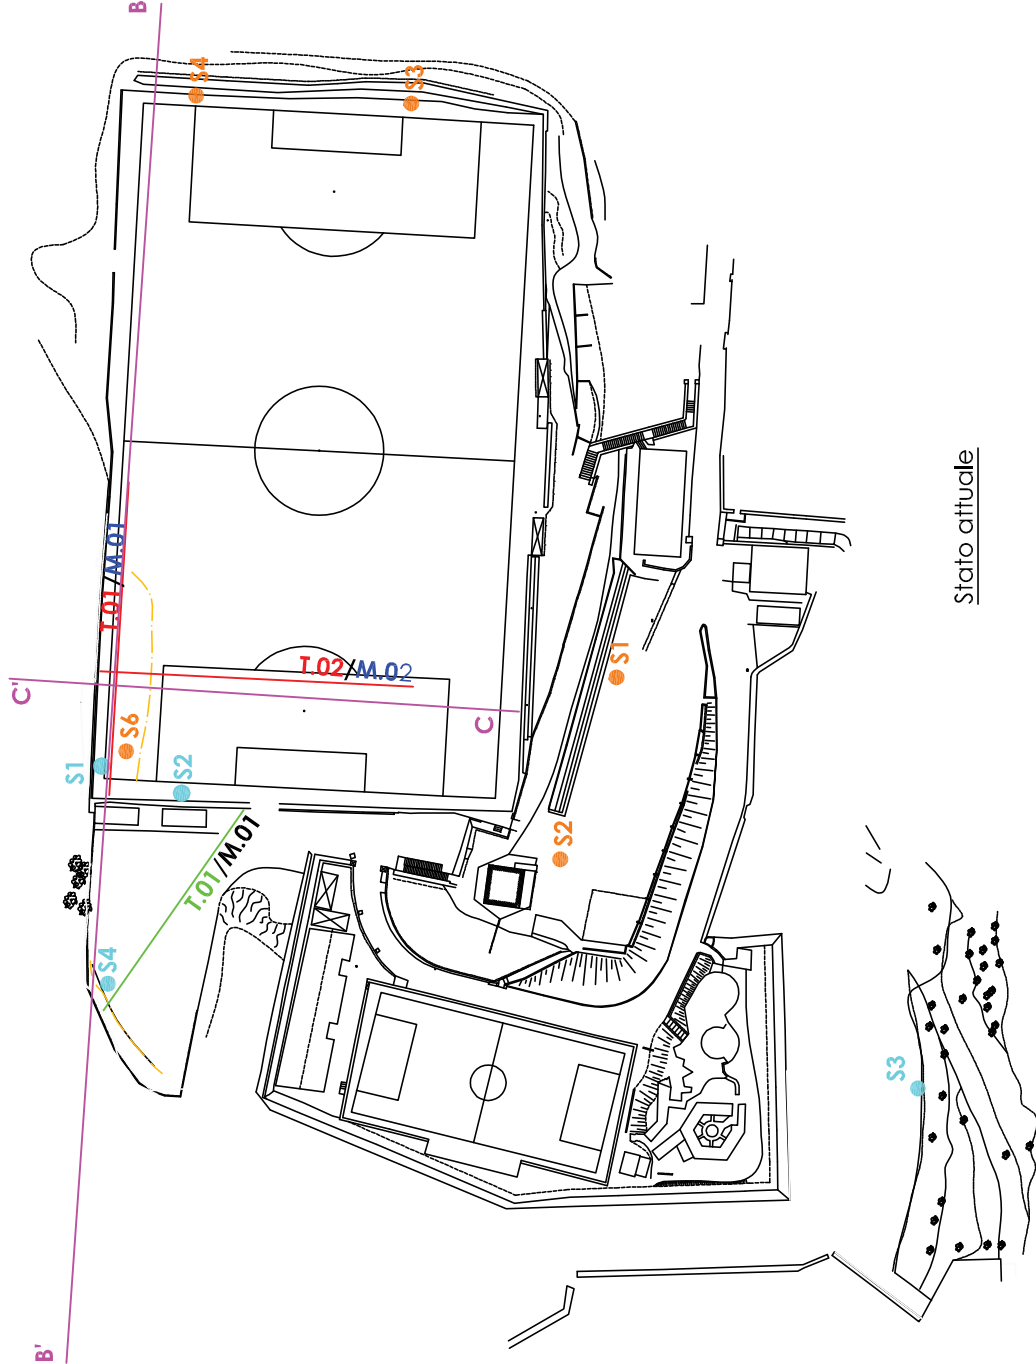 B
S4
S3
T.01/M.01
T.02/M.02
C'
C
S6
S1
S2
S1
S2
T.01/M.01
S4
S3
B'
Stato attuale